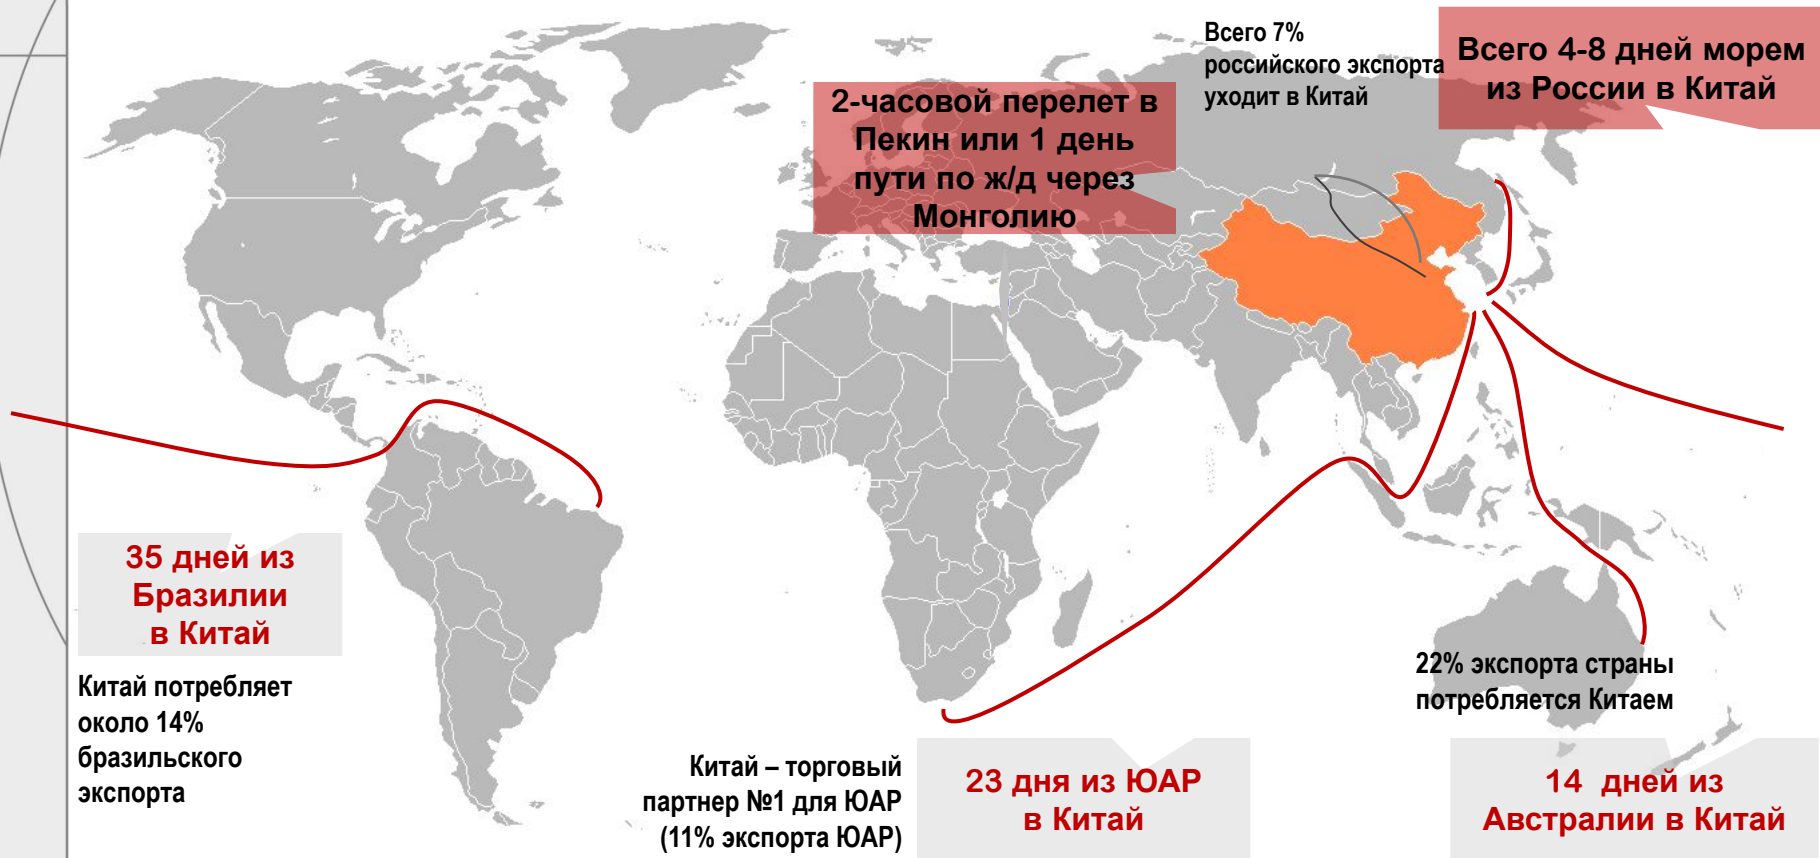 Всего 7%
российского экспорта
уходит в Китай
Всего 4-8 дней морем
из России в Китай
2-часовой перелет в
Пекин или 1 день
пути по ж/д через
Монголию
35 дней из
Бразилии
в Китай
Китай потребляет
около 14%
бразильского
экспорта
Китай – торговый
партнер №1 для ЮАР
(11% экспорта ЮАР)
23 дня из ЮАР
в Китай
22% экспорта страны
потребляется Китаем
14 дней из
Австралии в Китай